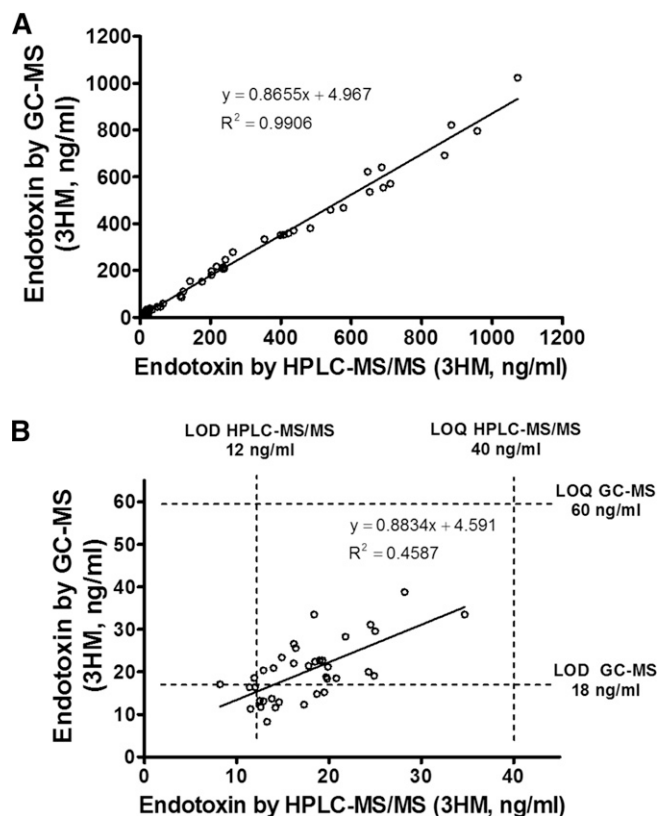 A
Endotoxin by GC-MS
(3HM, ng/ml)
1200
1000
800
600
400
200
0
y = 0.8655x + 4.967
R² = 0.9906
0 200 400 600 800 1000 1200
Endotoxin by HPLC-MS/MS (3HM, ng/ml)
B
LOD HPLC-MS/MS
12 ng/ml
LOQ HPLC-MS/MS
40 ng/ml
Endotoxin by GC-MS
(3HM, ng/ml)
60
50
40
30
20
10
0
LOQ GC-MS
60 ng/ml
y = 0.8834x + 4.591
R² = 0.4587
LOD GC-MS
18 ng/ml
0 10 20 30 40
Endotoxin by HPLC-MS/MS (3HM, ng/ml)